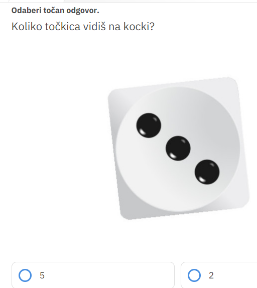 Odaberi točan odgovor.
Koliko točkica vidiš na kocki?
5
2